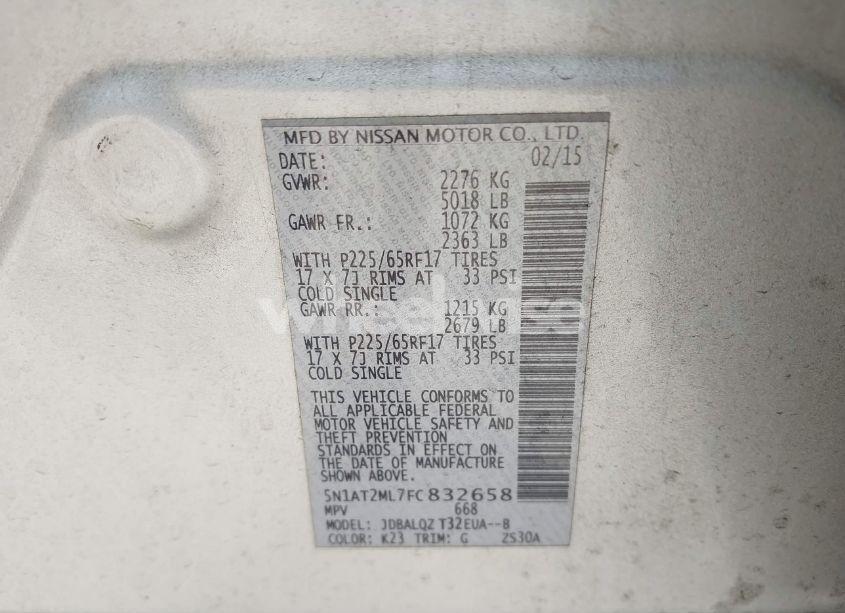 MFD BY NISSAN MOTOR CO., LTD.
DATE: 02/15
GVWR: 2276 KG
5018 LB
GAWR FR.: 1072 KG
2363 LB
WITH P225/65RF17 TIRES
17 X 7J RIMS AT 33 PSI
COLD SINGLE
GAWR RR.: 1215 KG
2679 LB
WITH P225/65RF17 TIRES
17 X 7J RIMS AT 33 PSI
COLD SINGLE
THIS VEHICLE CONFORMS TO
ALL APPLICABLE FEDERAL
MOTOR VEHICLE SAFETY AND
THEFT PREVENTION
STANDARDS IN EFFECT ON
THE DATE OF MANUFACTURE
SHOWN ABOVE.
5N1AT2ML7FC832658
MPV 668
MODEL: JDBALQZ T32EUA--B
COLOR: K23 TRIM: G ZS30A